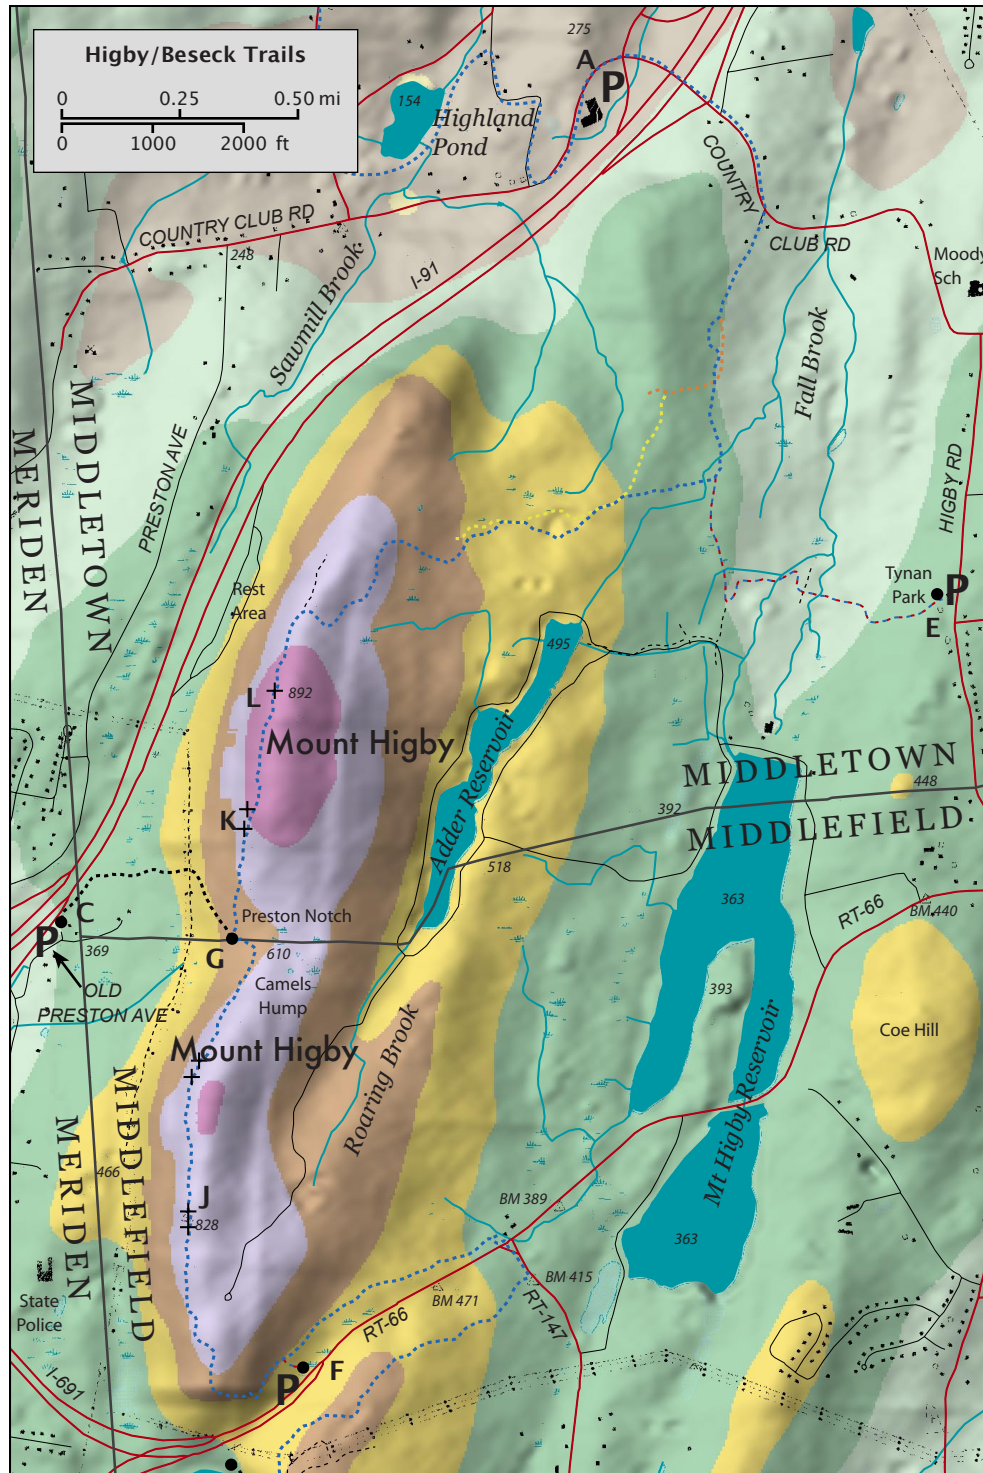 Higby/Beseck Trails
0 0.25 0.50 mi
0 1000 2000 ft
275
A
P
154
Highland
Pond
COUNTRY
CLUB RD
COUNTRY CLUB RD
248
I-91
Sawmill Brook
Moody
Sch
Fall Brook
MIDDLETOWN
MERIDEN
PRESTON AVE
HIGBY RD
Rest
Area
Tynan
Park
P
E
495
L
892
Mount Higby
Adder Reservoir
MIDDLETOWN
448
392
MIDDLEFIELD
K
518
363
RT-66
BM 440
C
P
369
Preston Notch
G
610
OLD
PRESTON AVE
Camels
Hump
393
Coe Hill
Mount Higby
Roaring Brook
Mt Higby Reservoir
MIDDLEFIELD
MERIDEN
466
J
828
BM 389
363
State
Police
BM 415
BM 471
RT-147
RT-66
F
P
I-691